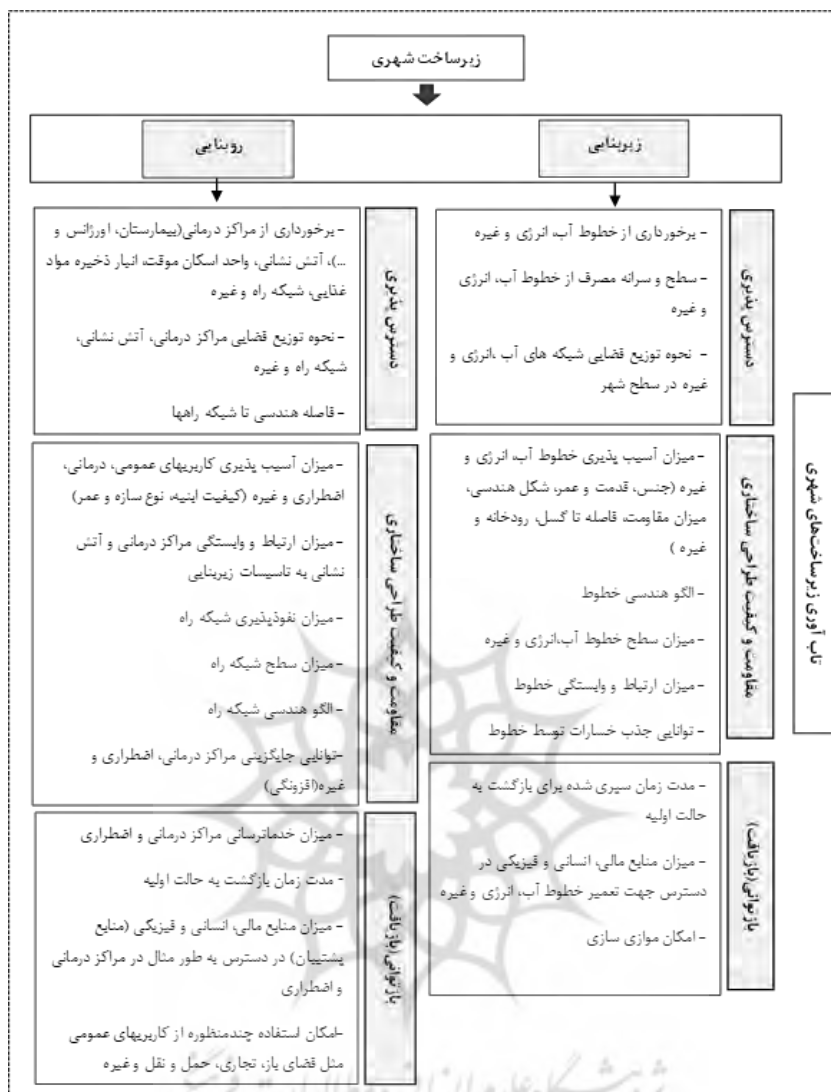 زیرساخت شهری
زیربنایی
روبنایی
تاب آوری زیرساخت‌های شهری
دسترس پذیری
- برخورداری از خطوط آب، انرژی و غیره
- سطح و سرانه مصرف از خطوط آب، انرژی
و غیره
- نحوه توزیع فضایی شبکه های آب ،انرژی و
غیره در سطح شهر
مقاومت و کیفیت طراحی ساختاری
- میزان آسیب پذیری خطوط آب، انرژی و
غیره (جنس، قدمت و عمر، شکل هندسی،
میزان مقاومت، فاصله تا گسل، رودخانه و
غیره )
- الگو هندسی خطوط
- میزان سطح خطوط آب،انرژی و غیره
- میزان ارتباط و وابستگی خطوط
- توانایی جذب خسارات توسط خطوط
بازتوانی(بازیافت)
- مدت زمان سپری شده برای بازگشت به
حالت اولیه
- میزان منابع مالی، انسانی و فیزیکی در
دسترس جهت تعمیر خطوط آب، انرژی و غیره
- امکان موازی سازی
دسترس پذیری
- برخورداری از مراکز درمانی(بیمارستان، اورژانس و
...)، آتش نشانی، واحد اسکان موقت، انبار ذخیره مواد
غذایی، شبکه راه و غیره
- نحوه توزیع فضایی مراکز درمانی، آتش نشانی،
شبکه راه و غیره
- فاصله هندسی تا شبکه راهها
مقاومت و کیفیت طراحی ساختاری
- میزان آسیب پذیری کاربریهای عمومی، درمانی،
اضطراری و غیره (کیفیت ابنیه، نوع سازه و عمر)
- میزان ارتباط و وابستگی مراکز درمانی و آتش
نشانی به تاسیسات زیربنایی
- میزان نفوذپذیری شبکه راه
- میزان سطح شبکه راه
- الگو هندسی شبکه راه
-توانایی جایگزینی مراکز درمانی، اضطراری و
غیره(افزونگی)
بازتوانی(بازیافت)
- میزان خدماترسانی مراکز درمانی و اضطراری
- مدت زمان بازگشت به حالت اولیه
- میزان منابع مالی، انسانی و فیزیکی (منابع
پشتیبان) در دسترس به طور مثال در مراکز درمانی
و اضطراری
-امکان استفاده چندمنظوره از کاربریهای عمومی
مثل فضای باز، تجاری، حمل و نقل و غیره